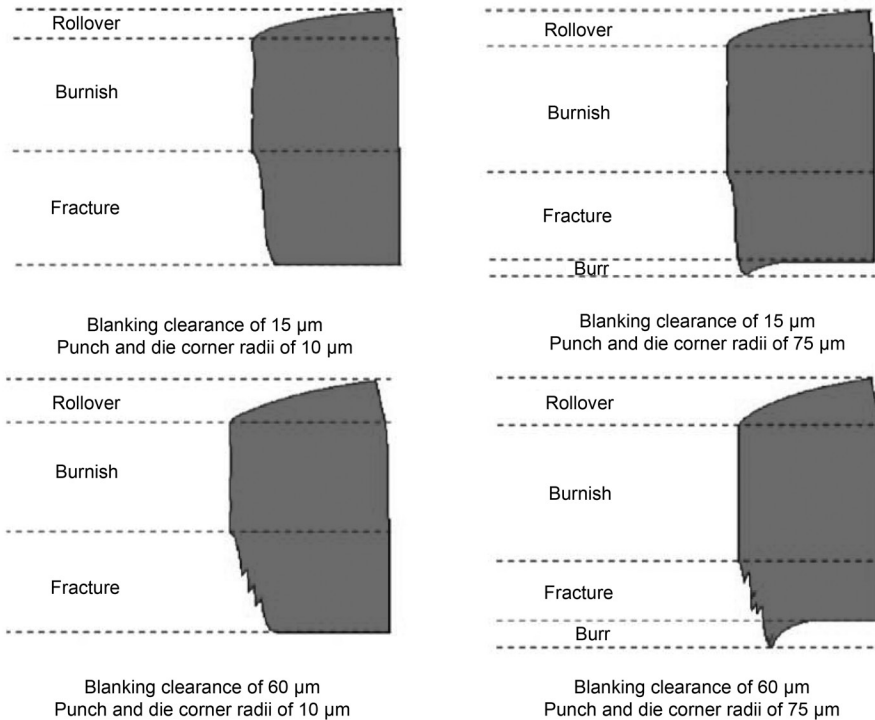 Rollover
Burnish
Fracture
Blanking clearance of 15 µm
Punch and die corner radii of 10 µm
Rollover
Burnish
Fracture
Burr
Blanking clearance of 15 µm
Punch and die corner radii of 75 µm
Rollover
Burnish
Fracture
Blanking clearance of 60 µm
Punch and die corner radii of 10 µm
Rollover
Burnish
Fracture
Burr
Blanking clearance of 60 µm
Punch and die corner radii of 75 µm